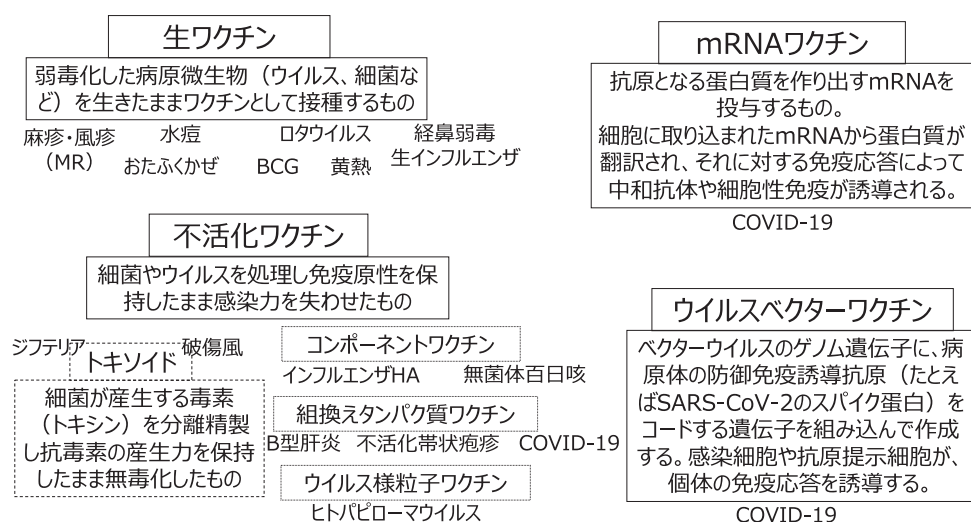 生ワクチン
弱毒化した病原微生物（ウイルス、細菌な
ど）を生きたままワクチンとして接種するもの
麻疹・風疹
（MR）
水痘
おたふくかぜ
ロタウイルス
BCG
黄熱
経鼻弱毒
生インフルエンザ
不活化ワクチン
細菌やウイルスを処理し免疫原性を保
持したまま感染力を失わせたもの
ジフテリア
破傷風
トキソイド
細菌が産生する毒素
（トキシン）を分離精製
し抗毒素の産生力を保持
したまま無毒化したもの
コンポーネントワクチン
インフルエンザHA 無菌体百日咳
組換えタンパク質ワクチン
B型肝炎 不活化帯状疱疹 COVID-19
ウイルス様粒子ワクチン
ヒトパピローマウイルス
mRNAワクチン
抗原となる蛋白質を作り出すmRNAを
投与するもの。
細胞に取り込まれたmRNAから蛋白質が
翻訳され、それに対する免疫応答によって
中和抗体や細胞性免疫が誘導される。
COVID-19
ウイルスベクターワクチン
ベクターウイルスのゲノム遺伝子に、病
原体の防御免疫誘導抗原（たとえ
ばSARS-CoV-2のスパイク蛋白）を
コードする遺伝子を組み込んで作成
する。感染細胞や抗原提示細胞が、
個体の免疫応答を誘導する。
COVID-19